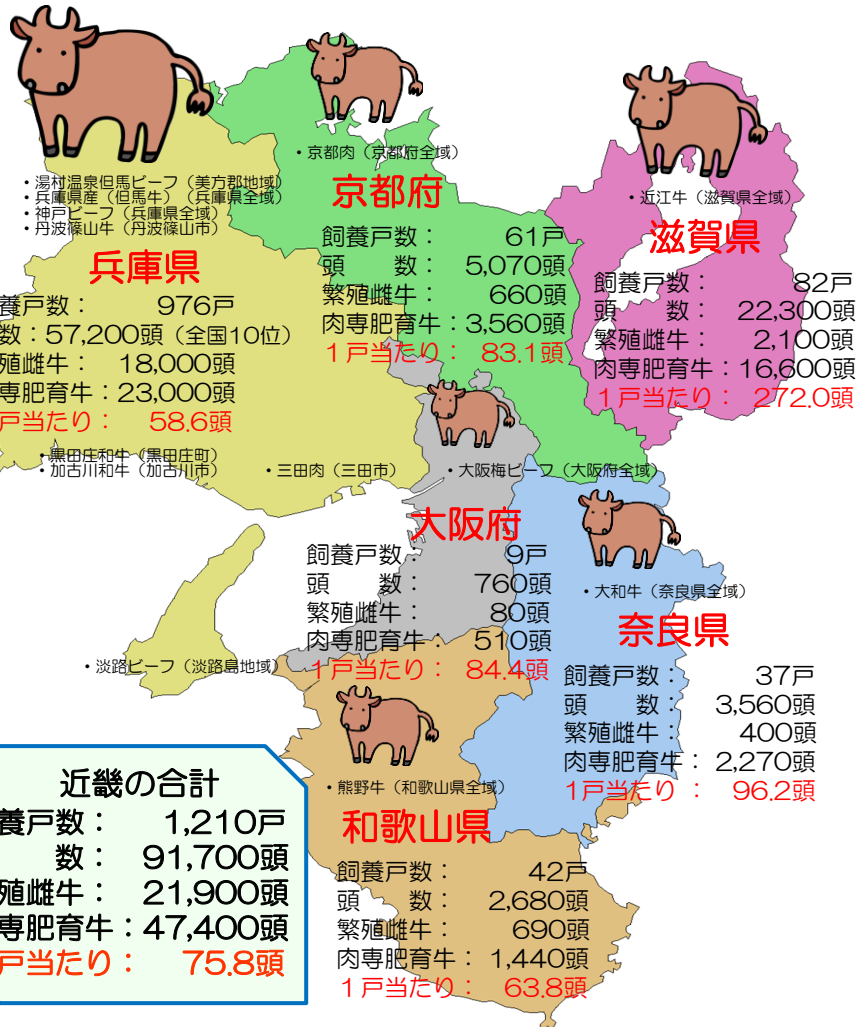 ・京都肉（京都府全域）
・湯村温泉但馬ビーフ（美方郡地域）
・兵庫県産（但馬牛）（兵庫県全域）
・神戸ビーフ（兵庫県全域）
・丹波篠山牛（丹波篠山市）
兵庫県
養戸数： 976戸
数：57,200頭（全国10位）
殖雌牛： 18,000頭
専肥育牛：23,000頭
戸当たり： 58.6頭
・黒田庄和牛（黒田庄町）
・加古川和牛（加古川市）
・三田肉（三田市）
・淡路ビーフ（淡路島地域）
京都府
飼養戸数： 61戸
頭　　数： 5,070頭
繁殖雌牛： 660頭
肉専肥育牛：3,560頭
1戸当たり： 83.1頭
・近江牛（滋賀県全域）
滋賀県
飼養戸数： 82戸
頭　　数： 22,300頭
繁殖雌牛： 2,100頭
肉専肥育牛：16,600頭
1戸当たり： 272.0頭
・大阪梅ビーフ（大阪府全域）
大阪府
飼養戸数： 9戸
頭　　数： 760頭
繁殖雌牛： 80頭
肉専肥育牛： 510頭
1戸当たり： 84.4頭
・大和牛（奈良県全域）
奈良県
飼養戸数： 37戸
頭　　数： 3,560頭
繁殖雌牛： 400頭
肉専肥育牛： 2,270頭
1戸当たり ： 96.2頭
・熊野牛（和歌山県全域）
和歌山県
飼養戸数： 42戸
頭　　数： 2,680頭
繁殖雌牛： 690頭
肉専肥育牛： 1,440頭
1戸当たり： 63.8頭
近畿の合計
養戸数： 1,210戸
数： 91,700頭
殖雌牛： 21,900頭
専肥育牛：47,400頭
戸当たり： 75.8頭